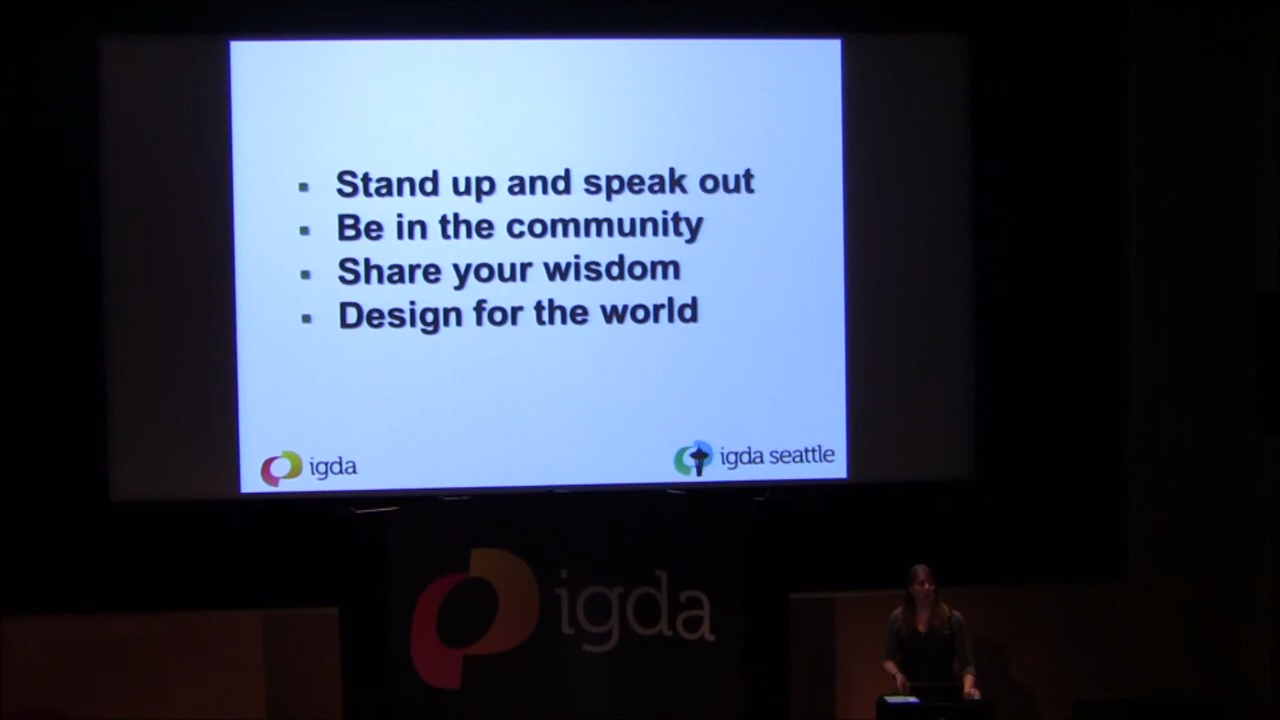 Stand up and speak out
Be in the community
Share your wisdom
Design for the world
igda
igda seattle
igda